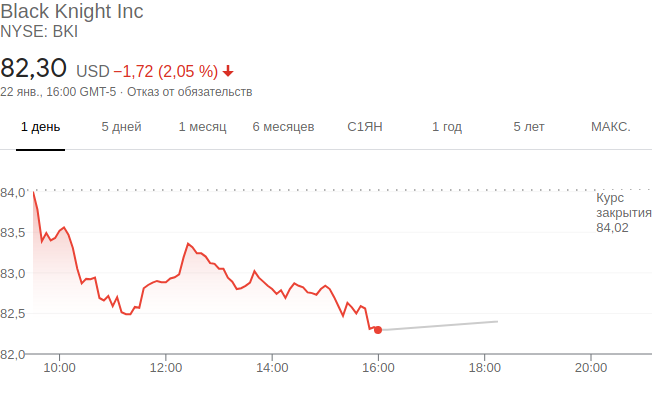 Black Knight Inc
NYSE: BKI
82,30 USD −1,72 (2,05 %)
22 янв., 16:00 GMT-5 · Отказ от обязательств
1 день 5 дней 1 месяц 6 месяцев С1ЯН 1 год 5 лет МАКС.
84,0
Курс
закрытия
84,02
83,5
83,0
82,5
82,0
10:00 12:00 14:00 16:00 18:00 20:00